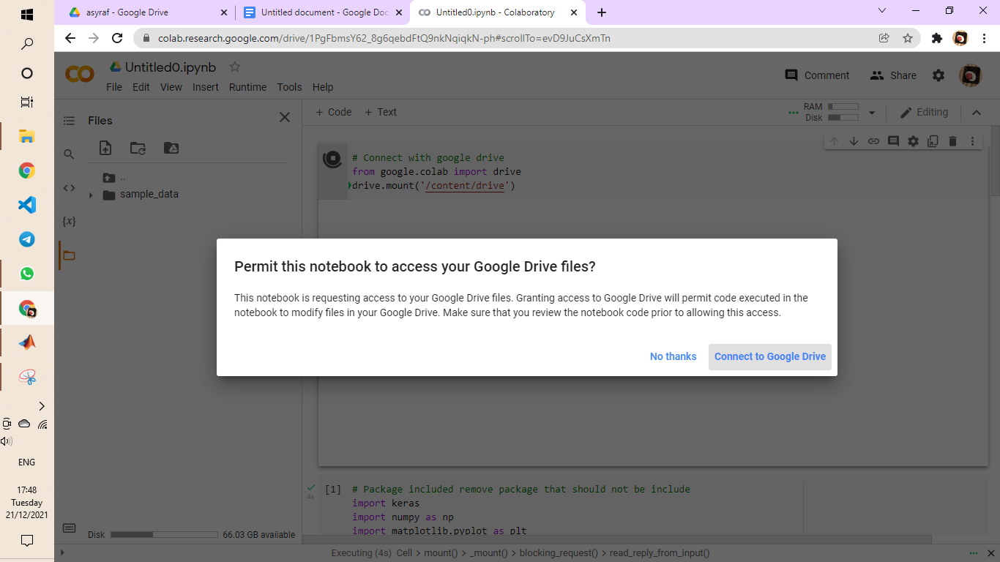 asyraf - Google Drive
Untitled document - Google Doc
Untitled0.ipynb - Colaboratory
colab.research.google.com/drive/1PgFbmsY62_8g6qebdFtQ9nkNqiqkN-ph#scrollTo=evD9JuCsXmTn
Untitled0.ipynb
File Edit View Insert Runtime Tools Help
Comment Share
Files
+ Code + Text
RAM
Disk
Editing
..
sample_data
{x}
# Connect with google drive
from google.colab import drive
drive.mount('/content/drive')
Permit this notebook to access your Google Drive files?
This notebook is requesting access to your Google Drive files. Granting access to Google Drive will permit code executed in the
notebook to modify files in your Google Drive. Make sure that you review the notebook code prior to allowing this access.
No thanks Connect to Google Drive
4s
[1] # Package included remove package that should not be include
import keras
import numpy as np
import matplotlib.pyplot as plt
Disk 66.03 GB available
Executing (4s) Cell > mount() > _mount() > blocking_request() > read_reply_from_input()
ENG
17:48
Tuesday
21/12/2021